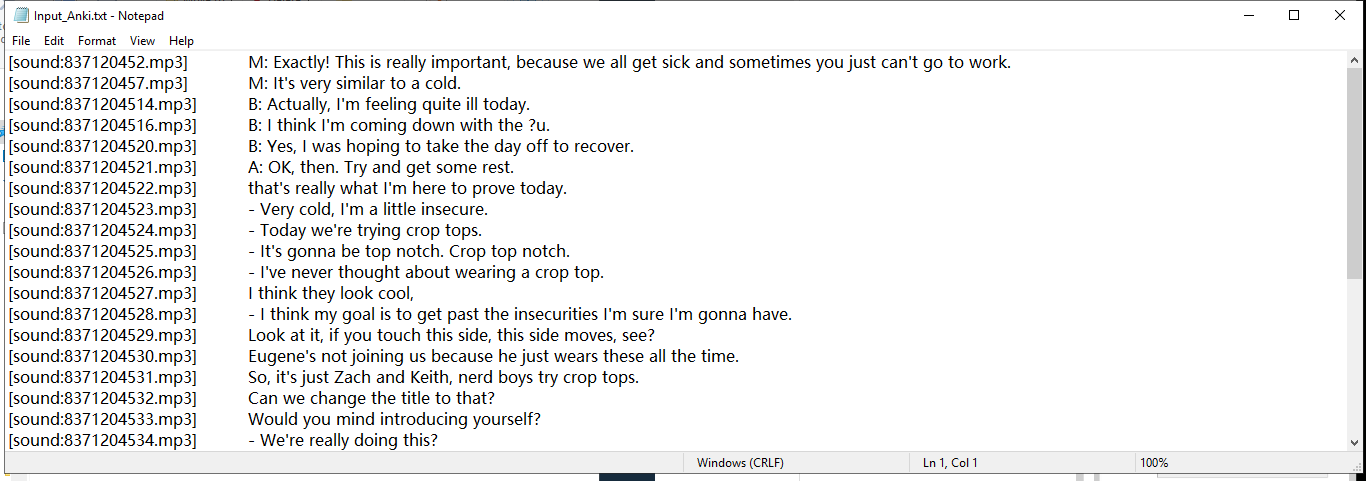 Input_Anki.txt - Notepad
File Edit Format View Help
[sound:837120452.mp3] M: Exactly! This is really important, because we all get sick and sometimes you just can't go to work.
[sound:837120457.mp3] M: It's very similar to a cold.
[sound:8371204514.mp3] B: Actually, I'm feeling quite ill today.
[sound:8371204516.mp3] B: I think I'm coming down with the ?u.
[sound:8371204520.mp3] B: Yes, I was hoping to take the day off to recover.
[sound:8371204521.mp3] A: OK, then. Try and get some rest.
[sound:8371204522.mp3] that's really what I'm here to prove today.
[sound:8371204523.mp3] - Very cold, I'm a little insecure.
[sound:8371204524.mp3] - Today we're trying crop tops.
[sound:8371204525.mp3] - It's gonna be top notch. Crop top notch.
[sound:8371204526.mp3] - I've never thought about wearing a crop top.
[sound:8371204527.mp3] I think they look cool,
[sound:8371204528.mp3] - I think my goal is to get past the insecurities I'm sure I'm gonna have.
[sound:8371204529.mp3] Look at it, if you touch this side, this side moves, see?
[sound:8371204530.mp3] Eugene's not joining us because he just wears these all the time.
[sound:8371204531.mp3] So, it's just Zach and Keith, nerd boys try crop tops.
[sound:8371204532.mp3] Can we change the title to that?
[sound:8371204533.mp3] Would you mind introducing yourself?
[sound:8371204534.mp3] - We're really doing this?
Windows (CRLF) Ln 1, Col 1 100%